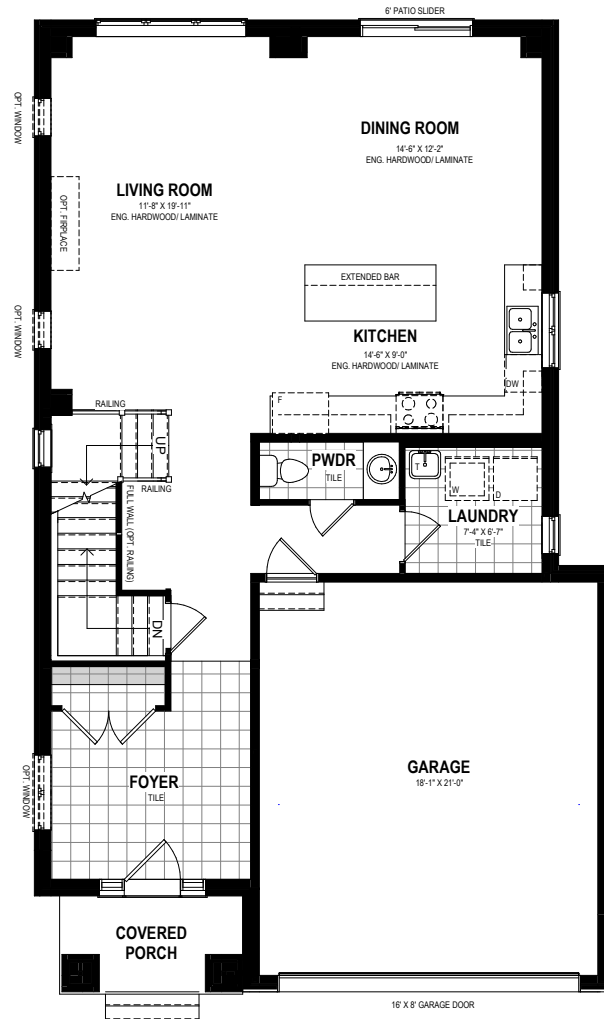 6' PATIO SLIDER
OPT. WINDOW
DINING ROOM
14'-6" X 12'-2"
ENG. HARDWOOD/ LAMINATE
LIVING ROOM
11'-8" X 19'-11"
ENG. HARDWOOD/ LAMINATE
OPT. FIRPLACE
EXTENDED BAR
OPT. WINDOW
KITCHEN
14'-6" X 9'-0"
ENG. HARDWOOD/ LAMINATE
DW
F
RAILING
UP
RAILING
FULL WALL (OPT. RAILING)
PWDR
TILE
T
W
D
LAUNDRY
7'-4" X 6'-7"
TILE
DN
OPT. WINDOW
FOYER
TILE
GARAGE
18'-1" X 21'-0"
COVERED
PORCH
16' X 8' GARAGE DOOR